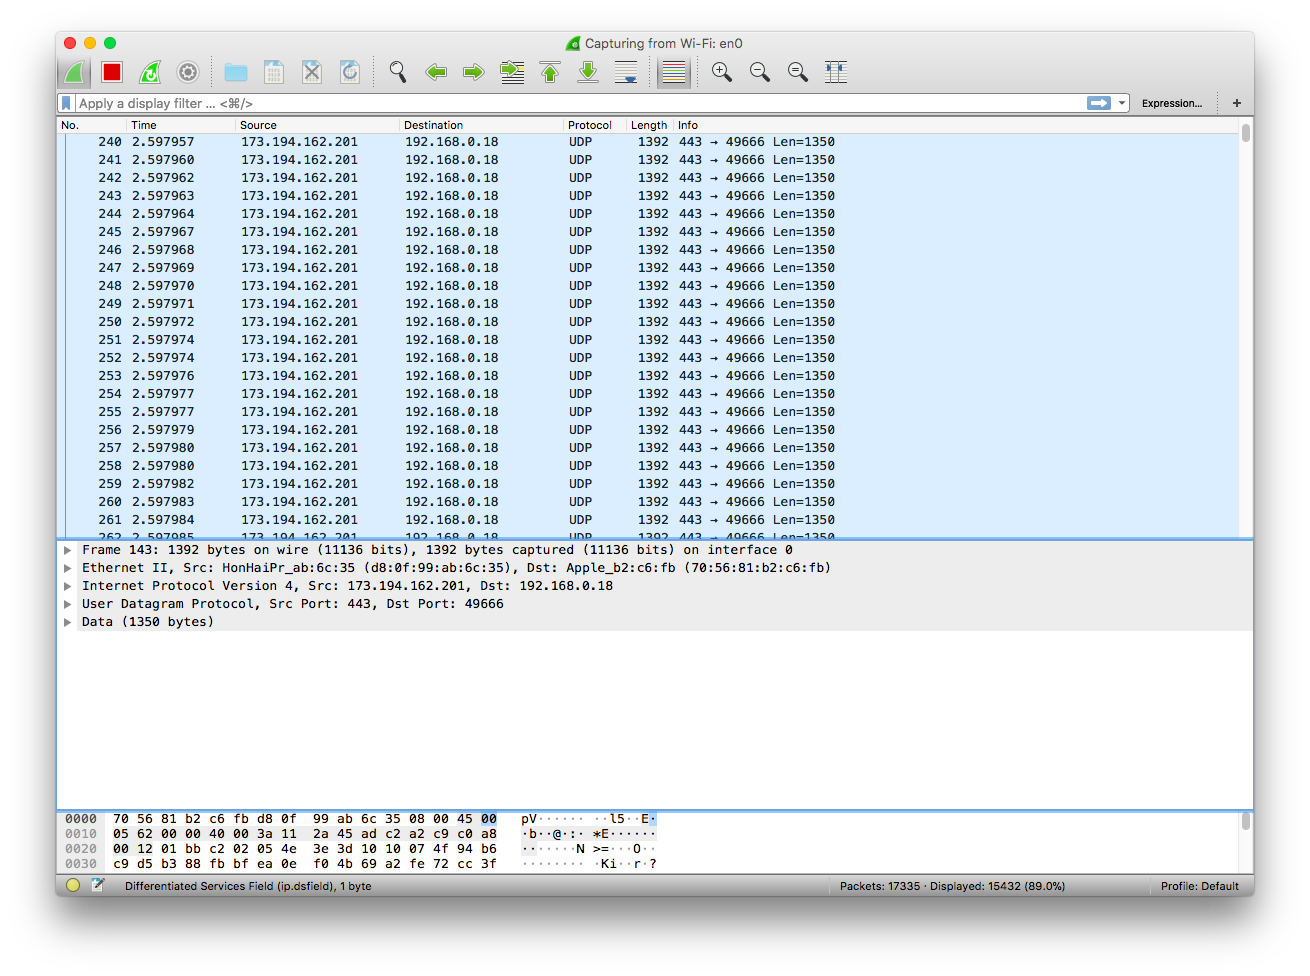 Capturing from Wi-Fi: en0
Apply a display filter ... <⌘/>
Expression...
+
No. Time Source Destination Protocol Length Info
240 2.597957 173.194.162.201 192.168.0.18 UDP 1392 443 → 49666 Len=1350
241 2.597960 173.194.162.201 192.168.0.18 UDP 1392 443 → 49666 Len=1350
242 2.597962 173.194.162.201 192.168.0.18 UDP 1392 443 → 49666 Len=1350
243 2.597963 173.194.162.201 192.168.0.18 UDP 1392 443 → 49666 Len=1350
244 2.597964 173.194.162.201 192.168.0.18 UDP 1392 443 → 49666 Len=1350
245 2.597967 173.194.162.201 192.168.0.18 UDP 1392 443 → 49666 Len=1350
246 2.597968 173.194.162.201 192.168.0.18 UDP 1392 443 → 49666 Len=1350
247 2.597969 173.194.162.201 192.168.0.18 UDP 1392 443 → 49666 Len=1350
248 2.597970 173.194.162.201 192.168.0.18 UDP 1392 443 → 49666 Len=1350
249 2.597971 173.194.162.201 192.168.0.18 UDP 1392 443 → 49666 Len=1350
250 2.597972 173.194.162.201 192.168.0.18 UDP 1392 443 → 49666 Len=1350
251 2.597974 173.194.162.201 192.168.0.18 UDP 1392 443 → 49666 Len=1350
252 2.597974 173.194.162.201 192.168.0.18 UDP 1392 443 → 49666 Len=1350
253 2.597976 173.194.162.201 192.168.0.18 UDP 1392 443 → 49666 Len=1350
254 2.597977 173.194.162.201 192.168.0.18 UDP 1392 443 → 49666 Len=1350
255 2.597977 173.194.162.201 192.168.0.18 UDP 1392 443 → 49666 Len=1350
256 2.597979 173.194.162.201 192.168.0.18 UDP 1392 443 → 49666 Len=1350
257 2.597980 173.194.162.201 192.168.0.18 UDP 1392 443 → 49666 Len=1350
258 2.597980 173.194.162.201 192.168.0.18 UDP 1392 443 → 49666 Len=1350
259 2.597982 173.194.162.201 192.168.0.18 UDP 1392 443 → 49666 Len=1350
260 2.597983 173.194.162.201 192.168.0.18 UDP 1392 443 → 49666 Len=1350
261 2.597984 173.194.162.201 192.168.0.18 UDP 1392 443 → 49666 Len=1350
262 2.597985 173.194.162.201 192.168.0.18 UDP 1392 443 → 49666 Len=1350
Frame 143: 1392 bytes on wire (11136 bits), 1392 bytes captured (11136 bits) on interface 0
Ethernet II, Src: HonHaiPr_ab:6c:35 (d8:0f:99:ab:6c:35), Dst: Apple_b2:c6:fb (70:56:81:b2:c6:fb)
Internet Protocol Version 4, Src: 173.194.162.201, Dst: 192.168.0.18
User Datagram Protocol, Src Port: 443, Dst Port: 49666
Data (1350 bytes)
0000 70 56 81 b2 c6 fb d8 0f 99 ab 6c 35 08 00 45 00 pV······ ··l5··E·
0010 05 62 00 00 40 00 3a 11 2a 45 ad c2 a2 c9 c0 a8 ·b··@·:· *E······
0020 00 12 01 bb c2 02 05 4e 3e 3d 10 10 07 4f 94 b6 ·······N >=···O··
0030 c9 d5 b3 88 fb bf ea 0e f0 4b 69 a2 fe 72 cc 3f ········ ·Ki··r·?
Differentiated Services Field (ip.dsfield), 1 byte
Packets: 17335 · Displayed: 15432 (89.0%)
Profile: Default